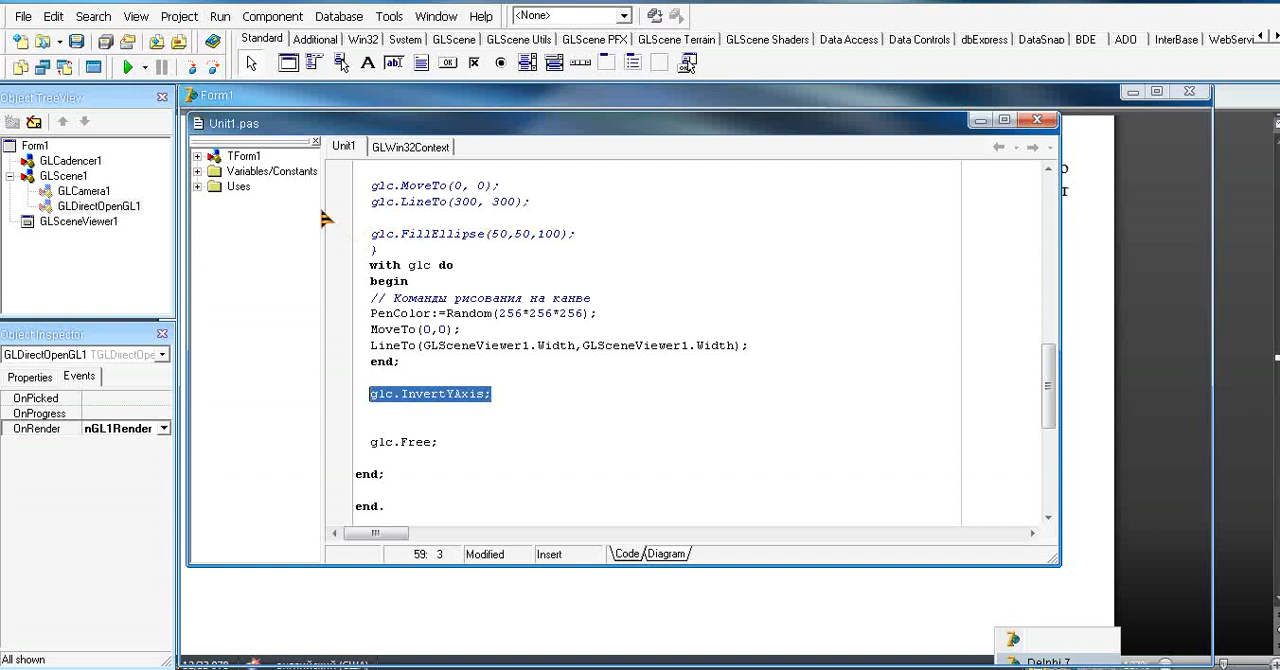 File Edit Search View Project Run Component Database Tools Window Help <None>
Standard Additional Win32 System GLScene GLScene Utils GLScene PFX GLScene Terrain GLScene Shaders Data Access Data Controls dbExpress DataSnap BDE ADO InterBase WebServi
Object TreeView
Form1
GLCadencer1
GLScene1
GLCamera1
GLDirectOpenGL1
GLSceneViewer1
Object Inspector
GLDirectOpenGL1 TGLDirectOpe
Properties Events
OnPicked
OnProgress
OnRender nGL1Render
All shown
Form1
Unit1.pas
TForm1
Variables/Constants
Uses
Unit1 GLWin32Context
glc.MoveTo(0, 0);
glc.LineTo(300, 300);
glc.FillEllipse(50,50,100);
}
with glc do
begin
// Команды рисования на канве
PenColor:=Random(256*256*256);
MoveTo(0,0);
LineTo(GLSceneViewer1.Width,GLSceneViewer1.Width);
end;
glc.InvertYAxis;
glc.Free;
end;
end.
59: 3 Modified Insert Code Diagram
Delphi 7